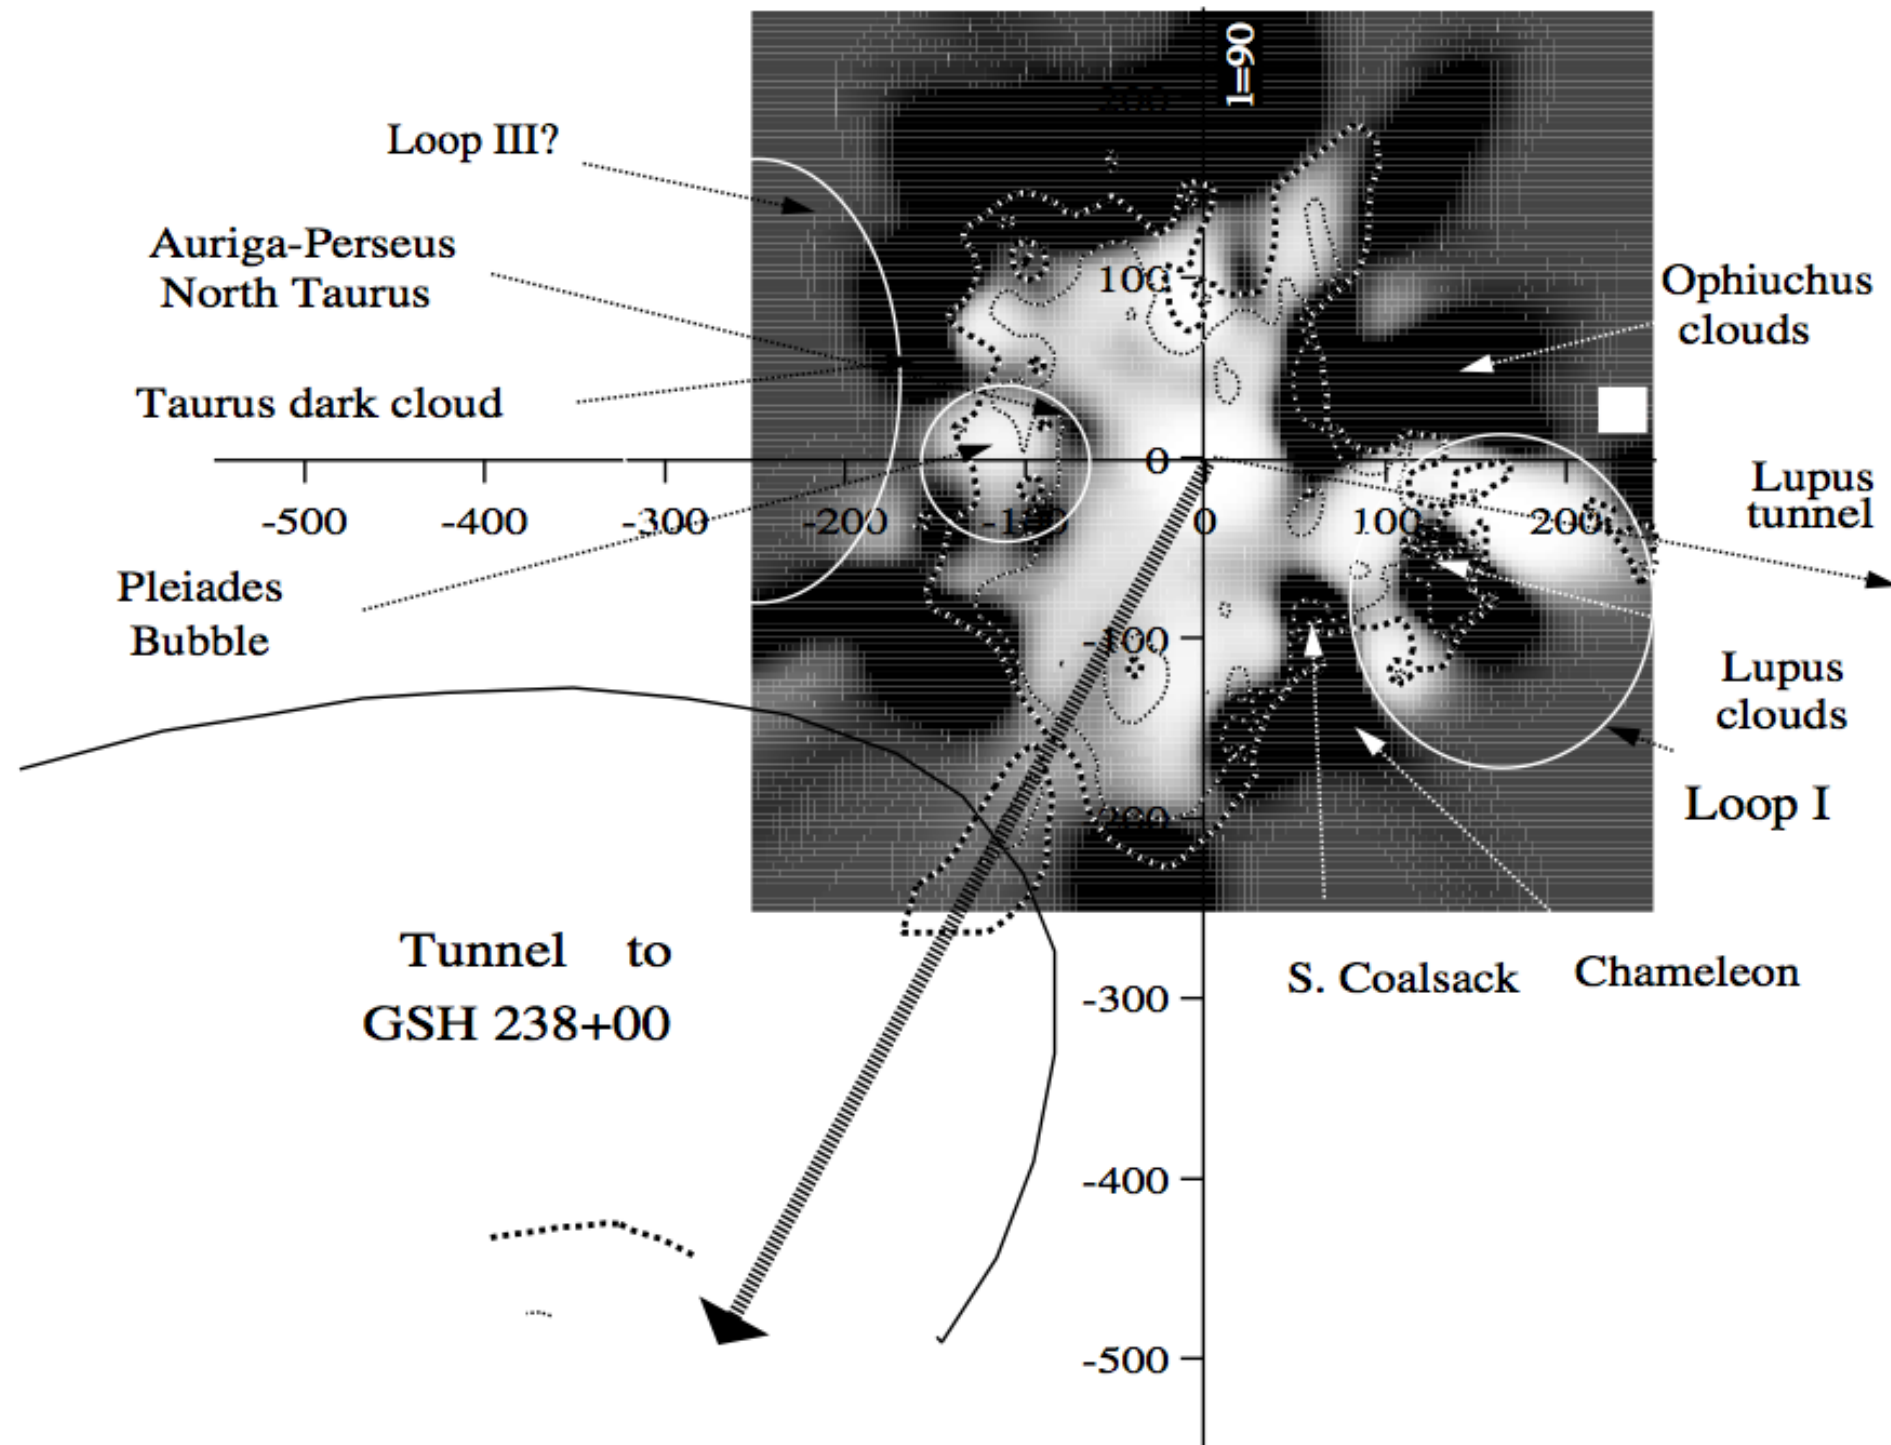 l=90
200
Loop III?
Auriga-Perseus
North Taurus
100
Ophiuchus
clouds
Taurus dark cloud
0
Lupus
tunnel
-500 -400 -300 -200 -100 0 100 200
Pleiades
Bubble
-100
Lupus
clouds
Loop I
-200
Tunnel to
GSH 238+00
S. Coalsack
Chameleon
-300
-400
-500